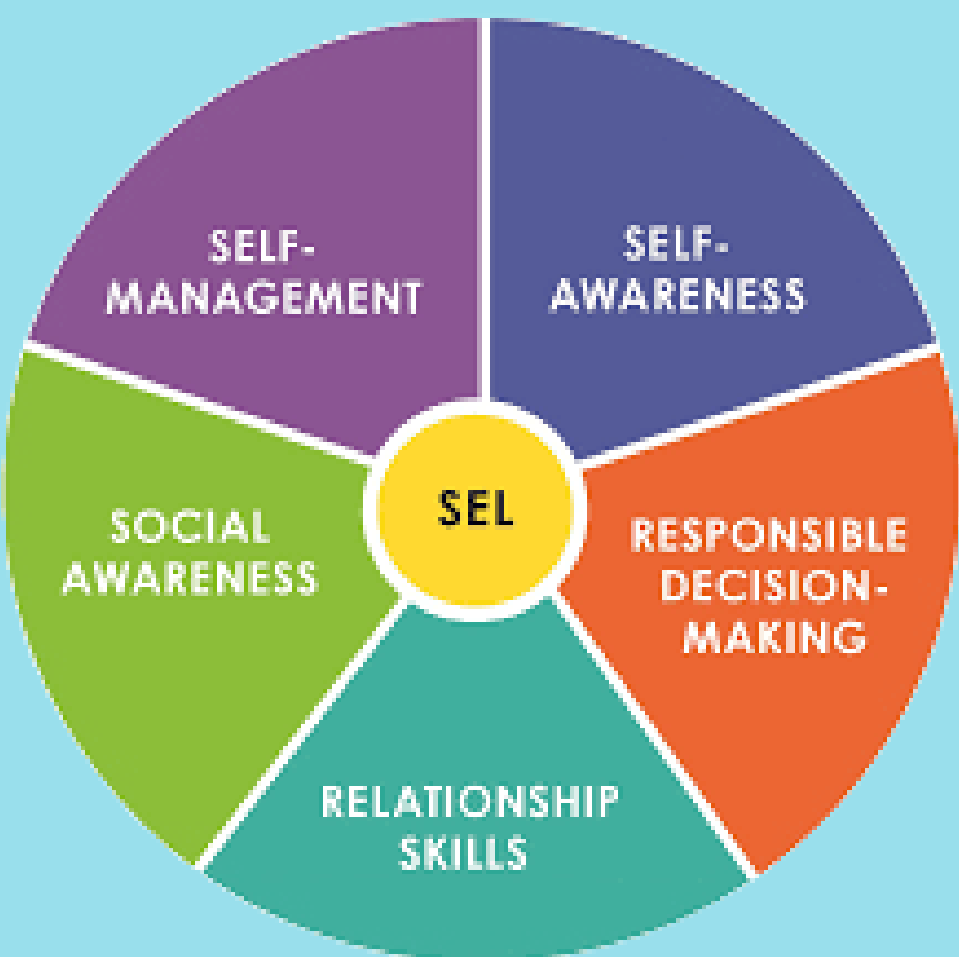 SELF-
MANAGEMENT
SELF-
AWARENESS
SOCIAL
AWARENESS
SEL
RESPONSIBLE
DECISION-
MAKING
RELATIONSHIP
SKILLS